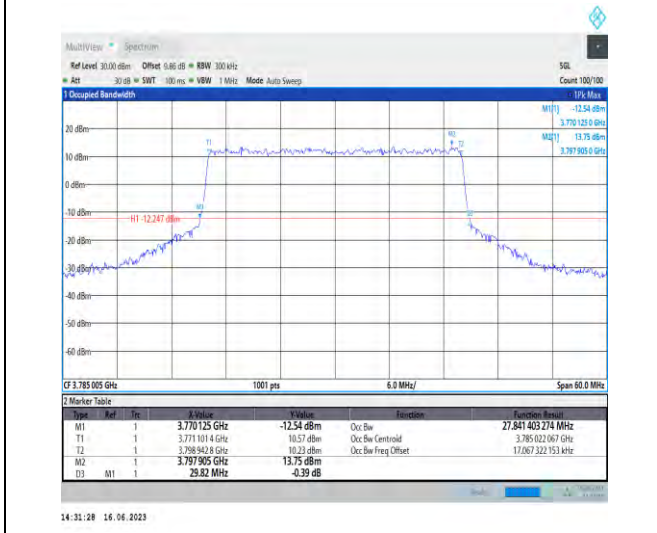 MultiView Spectrum
Ref Level 30.00 dBm Offset 0.86 dB RBW 300 kHz SGL
Att 30 dB SWT 100 ms VBW 1 MHz Mode Auto Sweep Count 100/100
1 Occupied Bandwidth 1Pk Max
M1[1] -12.54 dBm
3.770 125 0 GHz
M2[1] 13.75 dBm
3.797 905 0 GHz
20 dBm
T1 M2 T2
10 dBm
0 dBm
-10 dBm
H1 -12.247 dBm
-20 dBm
-30 dBm
-40 dBm
-50 dBm
-60 dBm
CF 3.785 005 GHz 1001 pts 6.0 MHz/ Span 60.0 MHz
2 Marker Table
Type Ref Trc X-Value Y-Value Function Function Result
M1 1 3.770 125 GHz -12.54 dBm Occ Bw 27.841 403 274 MHz
T1 1 3.771 101 4 GHz 10.57 dBm Occ Bw Centroid 3.785 022 067 GHz
T2 1 3.798 942 8 GHz 10.23 dBm Occ Bw Freq Offset 17.067 322 153 kHz
M2 1 3.797 905 GHz 13.75 dBm
D3 M1 1 29.82 MHz -0.39 dB
14:31:28 16.06.2023